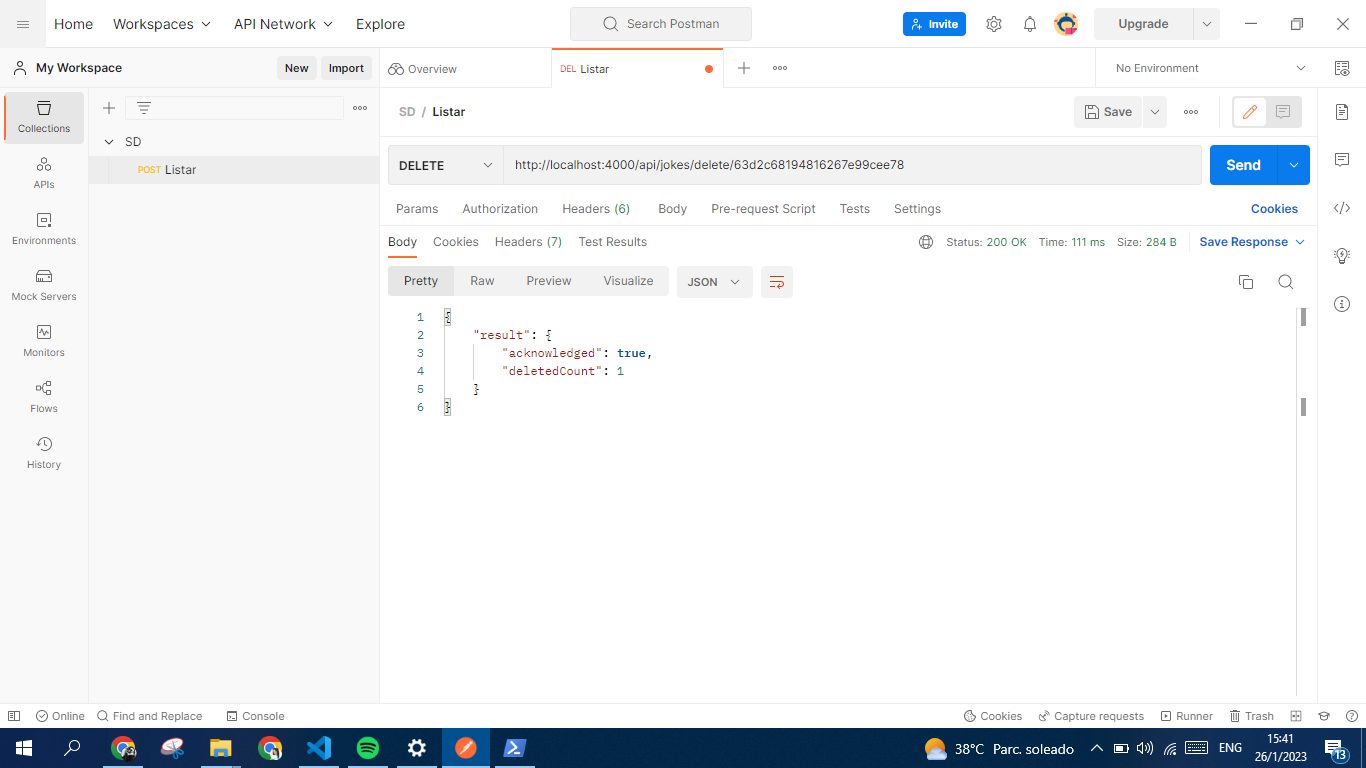 Home Workspaces API Network Explore Search Postman Invite Upgrade
My Workspace New Import Overview DEL Listar No Environment
Collections
APIs
Environments
Mock Servers
Monitors
Flows
History
SD
POST Listar
SD / Listar Save
DELETE http://localhost:4000/api/jokes/delete/63d2c68194816267e99cee78 Send
Params Authorization Headers (6) Body Pre-request Script Tests Settings Cookies
Body Cookies Headers (7) Test Results Status: 200 OK Time: 111 ms Size: 284 B Save Response
Pretty Raw Preview Visualize JSON
1 {
2 "result": {
3 "acknowledged": true,
4 "deletedCount": 1
5 }
6 }
Online Find and Replace Console Cookies Capture requests Runner Trash
38°C Parc. soleado ENG 15:41
26/1/2023 13